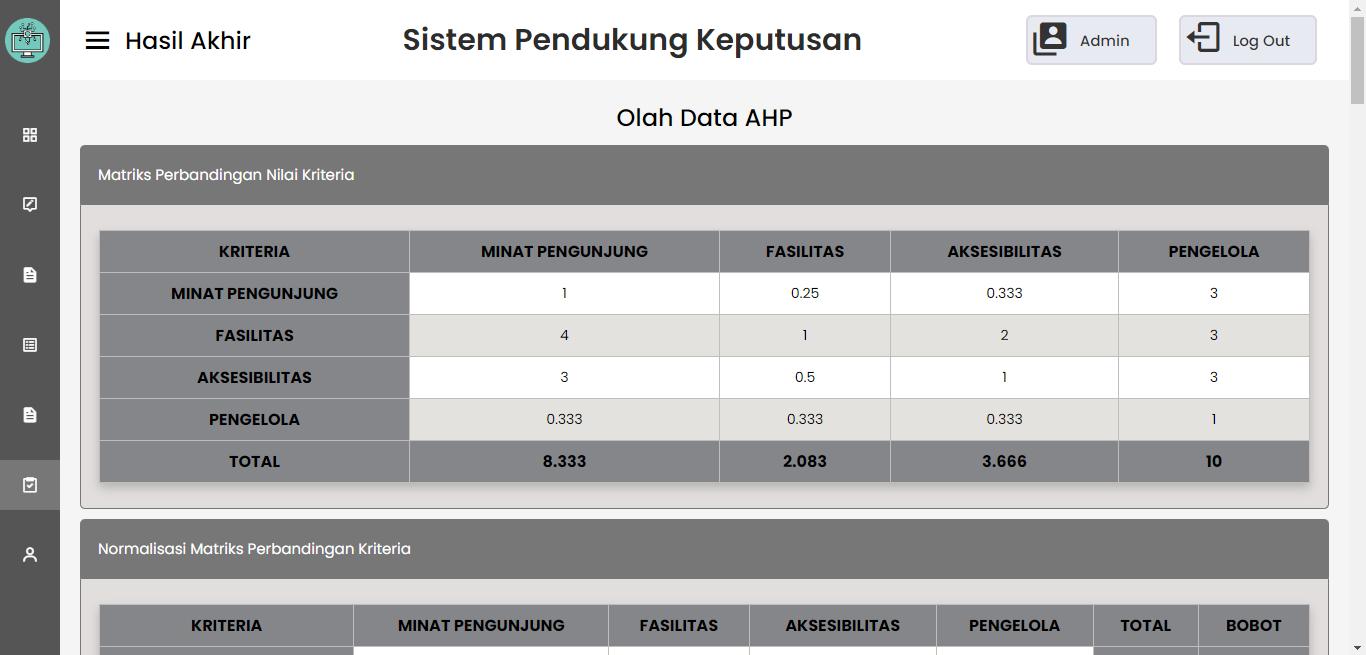 Hasil Akhir
Sistem Pendukung Keputusan
Admin
Log Out
Olah Data AHP
Matriks Perbandingan Nilai Kriteria
KRITERIA MINAT PENGUNJUNG FASILITAS AKSESIBILITAS PENGELOLA
MINAT PENGUNJUNG 1 0.25 0.333 3
FASILITAS 4 1 2 3
AKSESIBILITAS 3 0.5 1 3
PENGELOLA 0.333 0.333 0.333 1
TOTAL 8.333 2.083 3.666 10
Normalisasi Matriks Perbandingan Kriteria
KRITERIA MINAT PENGUNJUNG FASILITAS AKSESIBILITAS PENGELOLA TOTAL BOBOT